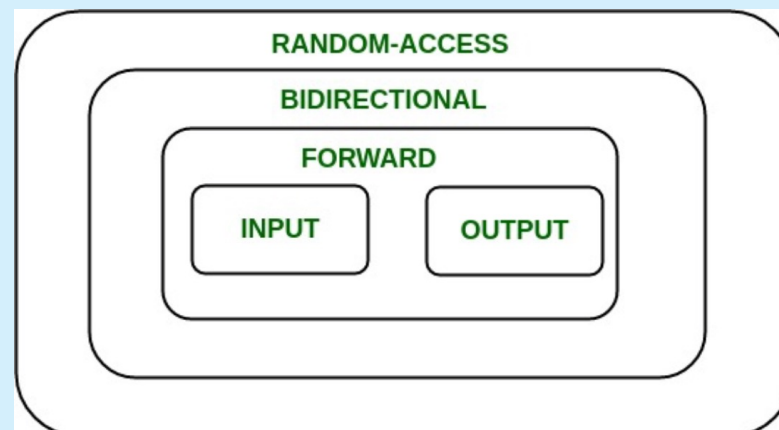 RANDOM-ACCESS
BIDIRECTIONAL
FORWARD
INPUT OUTPUT